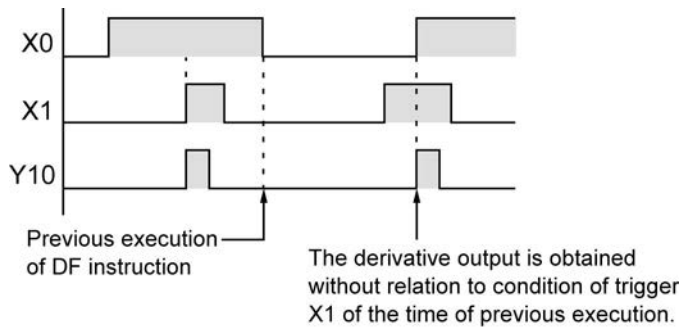 X0
X1
Y10
Previous execution
of DF instruction
The derivative output is obtained
without relation to condition of trigger
X1 of the time of previous execution.